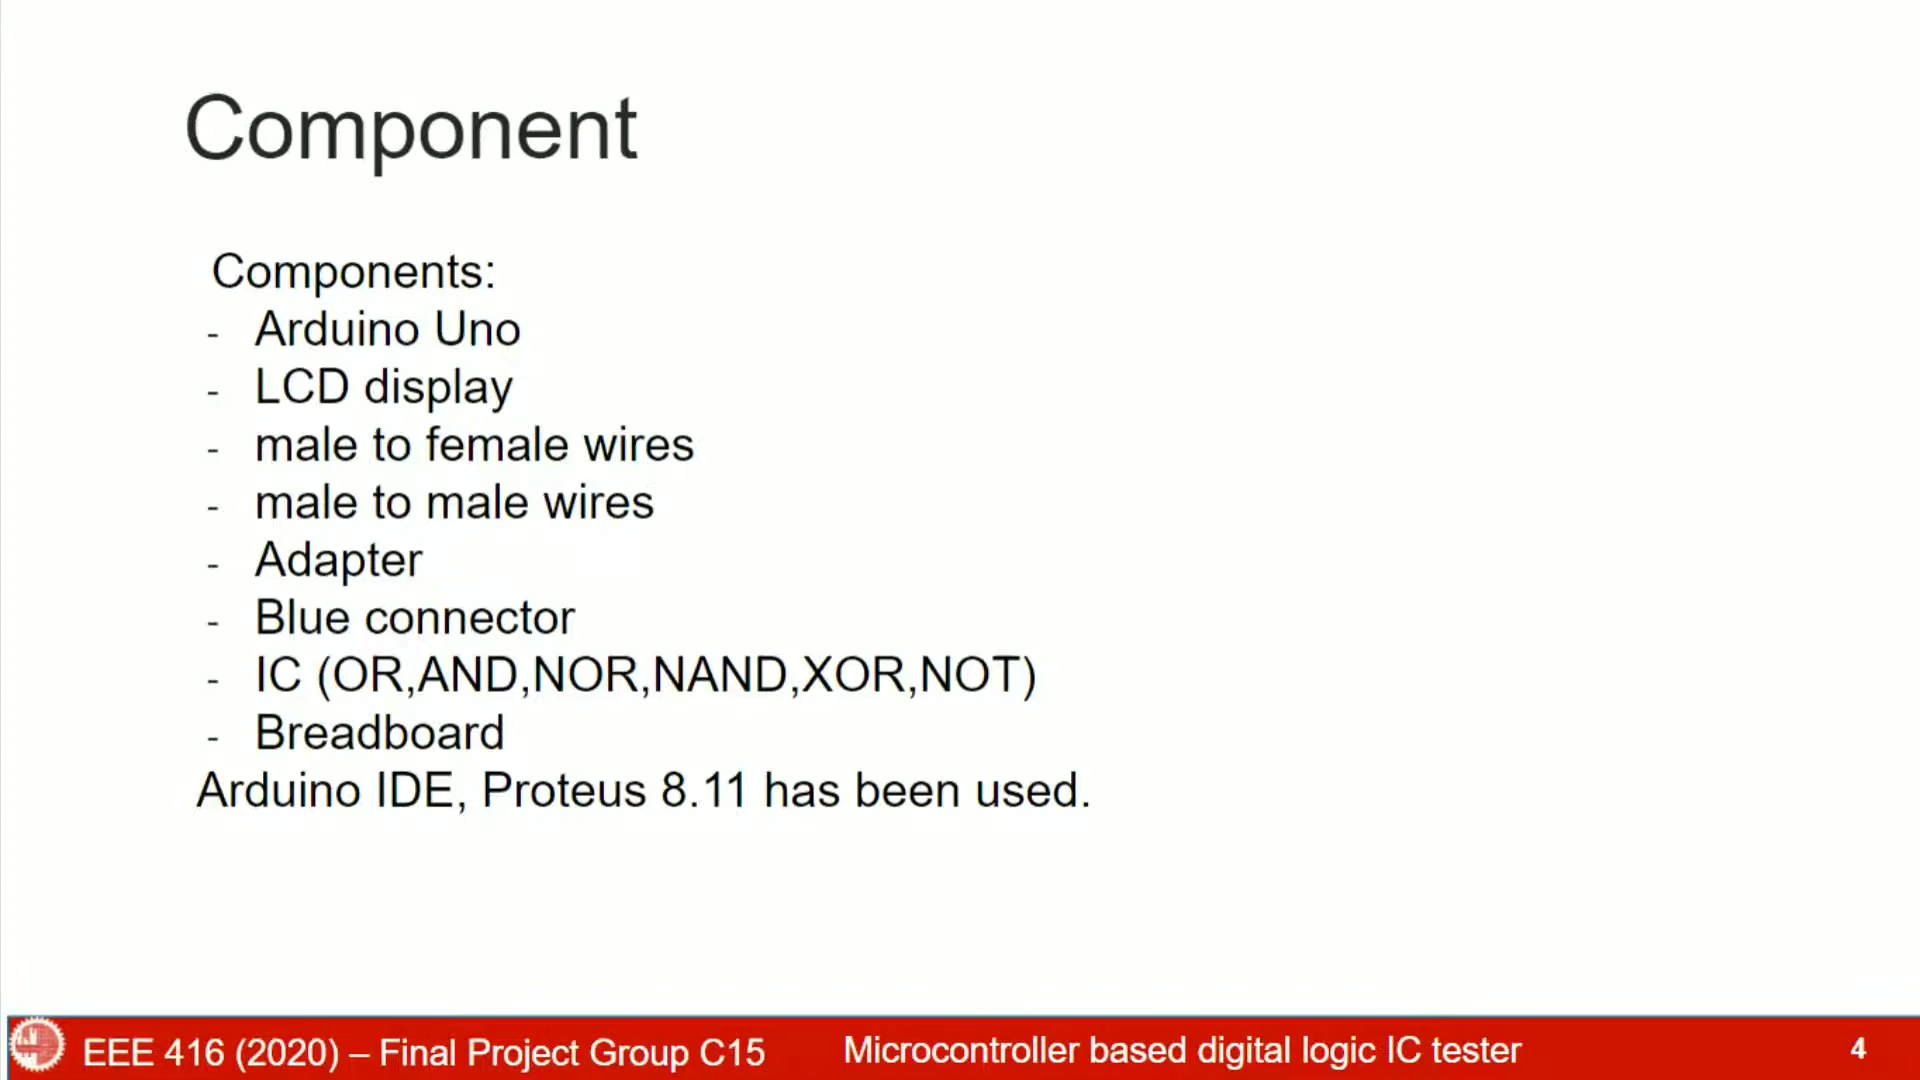 Component
Components:
- Arduino Uno
- LCD display
- male to female wires
- male to male wires
- Adapter
- Blue connector
- IC (OR,AND,NOR,NAND,XOR,NOT)
- Breadboard
Arduino IDE, Proteus 8.11 has been used.
EEE 416 (2020) – Final Project Group C15
Microcontroller based digital logic IC tester
4